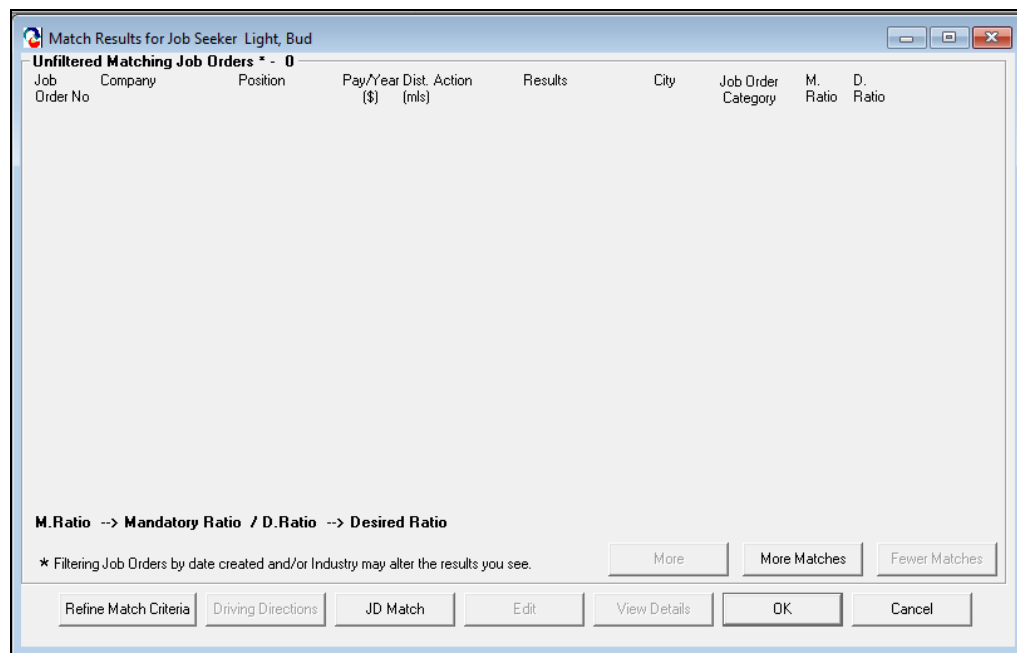 Match Results for Job Seeker Light, Bud
Unfiltered Matching Job Orders * - 0
Job Company Position Pay/Year Dist. Action Results City Job Order M. D.
Order No ($) (mls) Category Ratio Ratio
M.Ratio --> Mandatory Ratio / D.Ratio --> Desired Ratio
* Filtering Job Orders by date created and/or Industry may alter the results you see.
More More Matches Fewer Matches
Refine Match Criteria Driving Directions JD Match Edit View Details OK Cancel